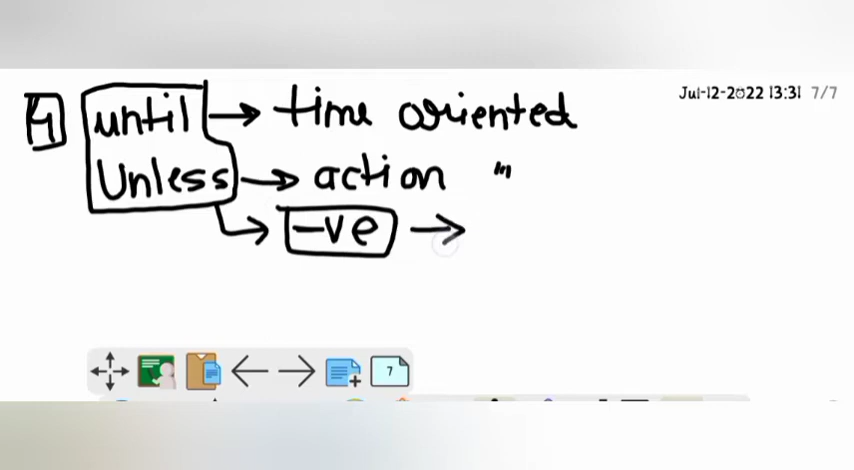 4 until → time oriented
Jul-12-2022 13:31 7/7
Unless → action "
→ -ve →
7